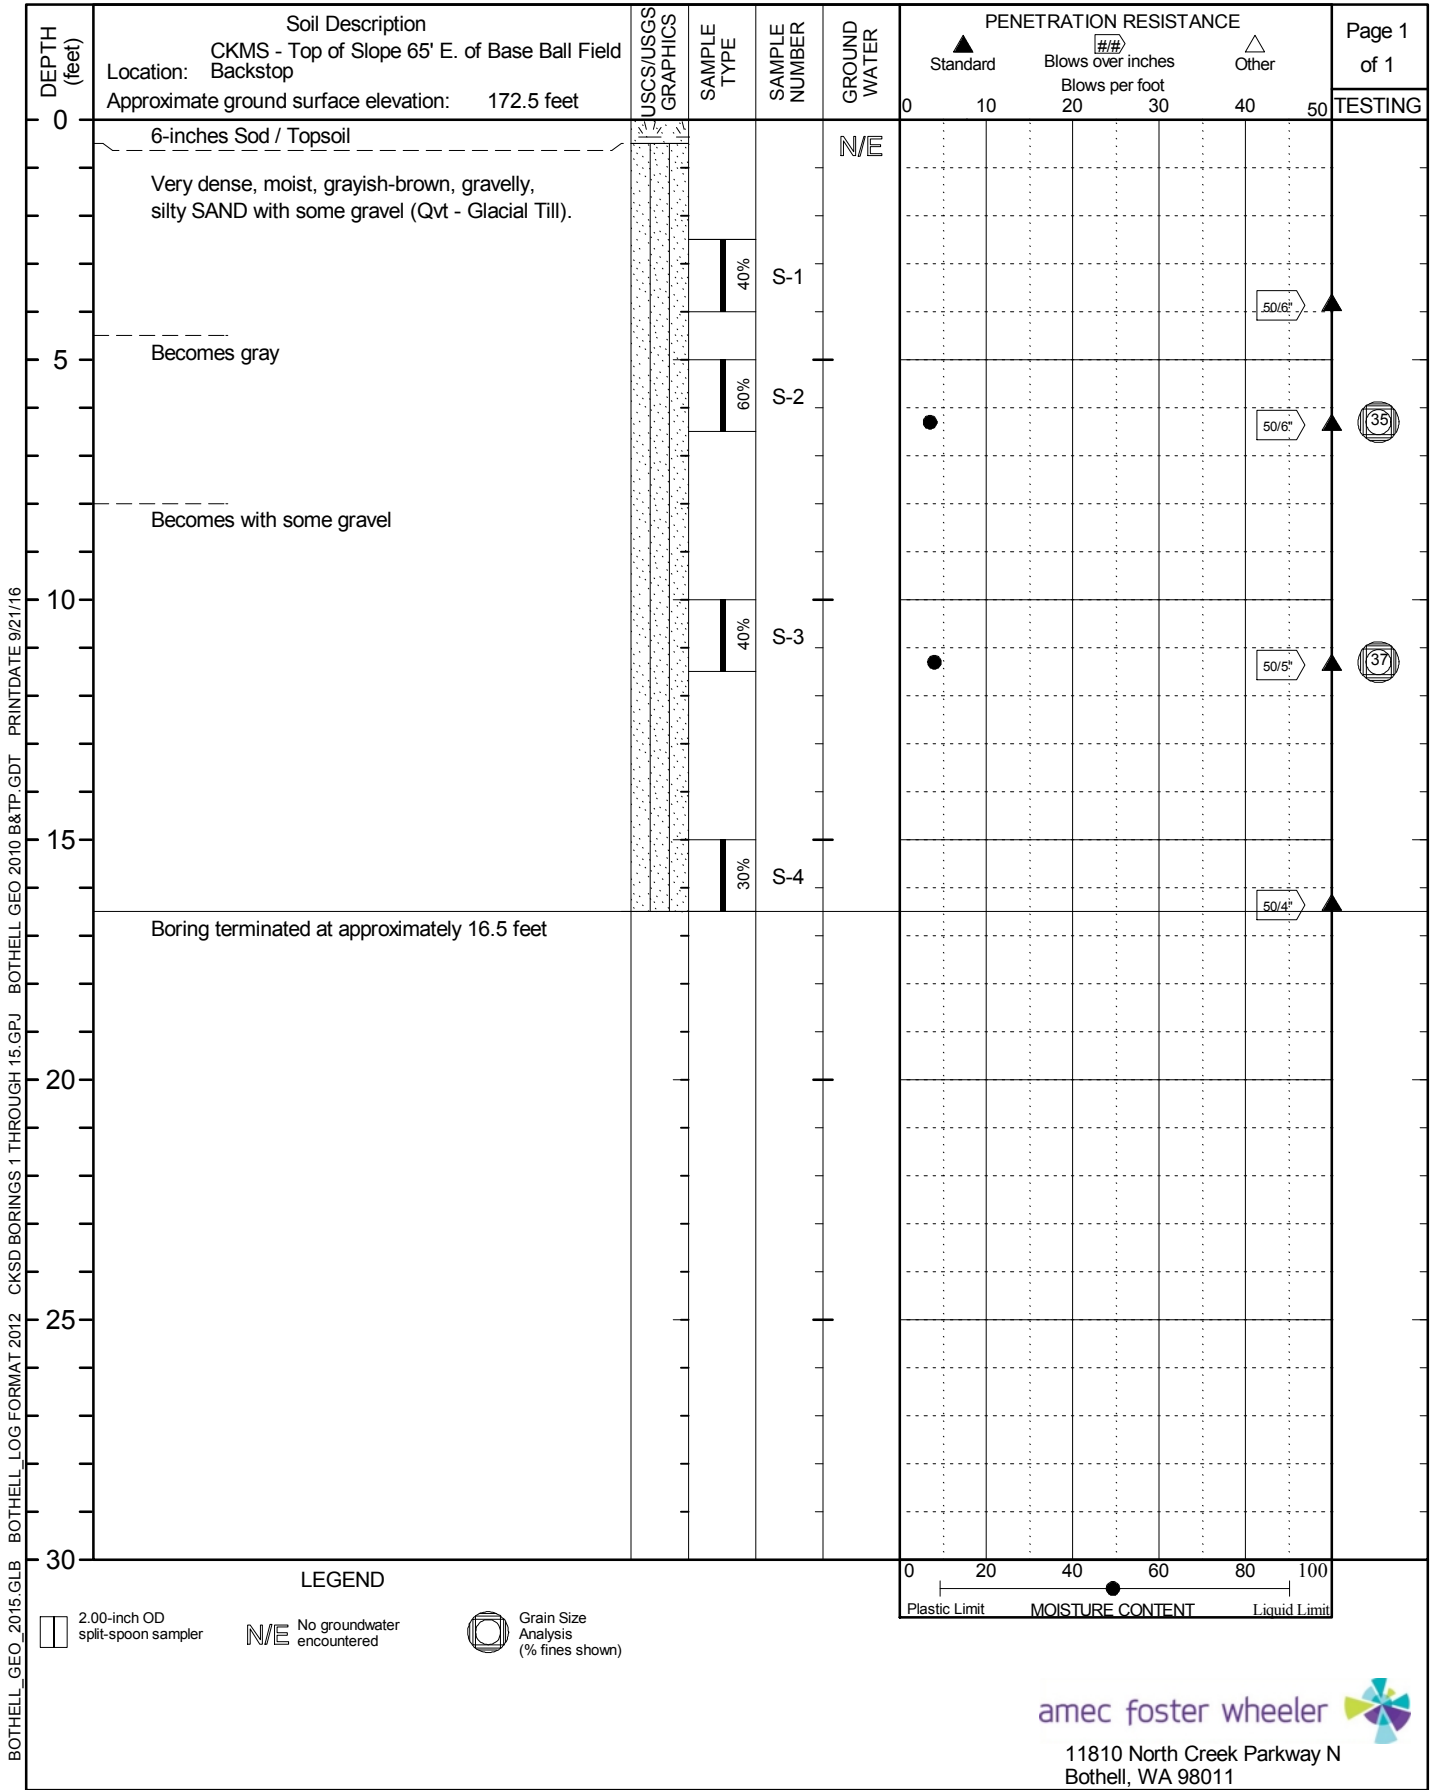 DEPTH
(feet)
Soil Description
Location: CKMS - Top of Slope 65' E. of Base Ball Field
Backstop
Approximate ground surface elevation: 172.5 feet
USCS/USGS
GRAPHICS
SAMPLE
TYPE
SAMPLE
NUMBER
GROUND
WATER
PENETRATION RESISTANCE
Standard
#/#
Blows over inches
Other
Blows per foot
0 10 20 30 40 50
Page 1
of 1
TESTING
0
6-inches Sod / Topsoil
N/E
Very dense, moist, grayish-brown, gravelly,
silty SAND with some gravel (Qvt - Glacial Till).
40%
S-1
50/6"
Becomes gray
5
60%
S-2
50/6"
35
Becomes with some gravel
10
40%
S-3
50/5"
37
15
30%
S-4
50/4"
Boring terminated at approximately 16.5 feet
20
25
30
0 20 40 60 80 100
Plastic Limit MOISTURE CONTENT Liquid Limit
LEGEND
2.00-inch OD
split-spoon sampler
N/E No groundwater
encountered
Grain Size
Analysis
(% fines shown)
amec foster wheeler
11810 North Creek Parkway N
Bothell, WA 98011
BOTHELL_GEO_2015.GLB BOTHELL_LOG FORMAT 2012 CKSD BORINGS 1 THROUGH 15.GPJ BOTHELL GEO 2010 B&TP.GDT PRINTDATE 9/21/16